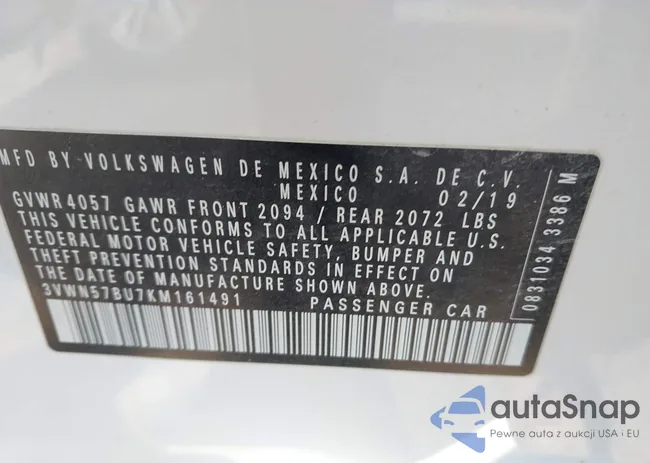 MFD BY VOLKSWAGEN DE MEXICO S.A. DE C.V.
MEXICO 02/19
GVWR 4057 GAWR FRONT 2094 / REAR 2072 LBS
THIS VEHICLE CONFORMS TO ALL APPLICABLE U.S.
FEDERAL MOTOR VEHICLE SAFETY, BUMPER AND
THEFT PREVENTION STANDARDS IN EFFECT ON
THE DATE OF MANUFACTURE SHOWN ABOVE.
3VWN57BU7KM161491 PASSENGER CAR
0831034 3386 M
autaSnap
Pewne auta z aukcji USA i EU